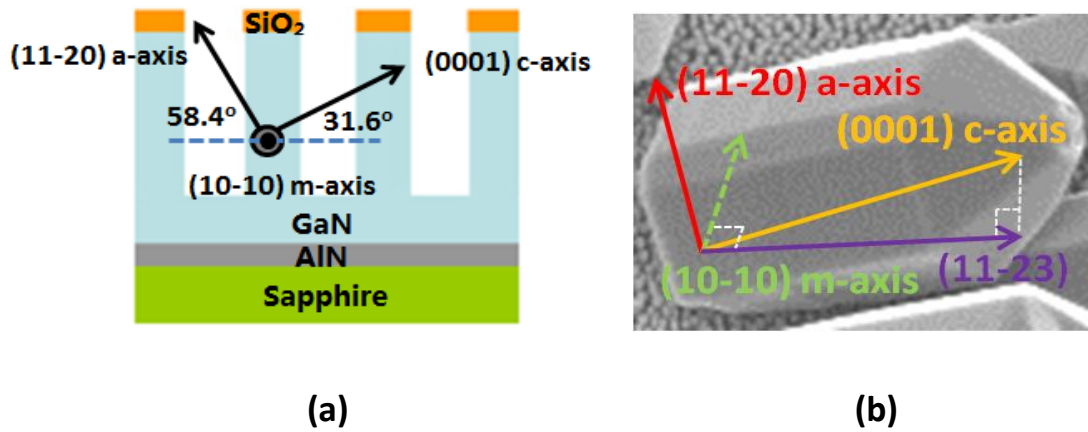 SiO₂
(11-20) a-axis
(0001) c-axis
58.4°
31.6°
(10-10) m-axis
GaN
AlN
Sapphire
(a)
(11-20) a-axis
(0001) c-axis
(10-10) m-axis
(11-23)
(b)